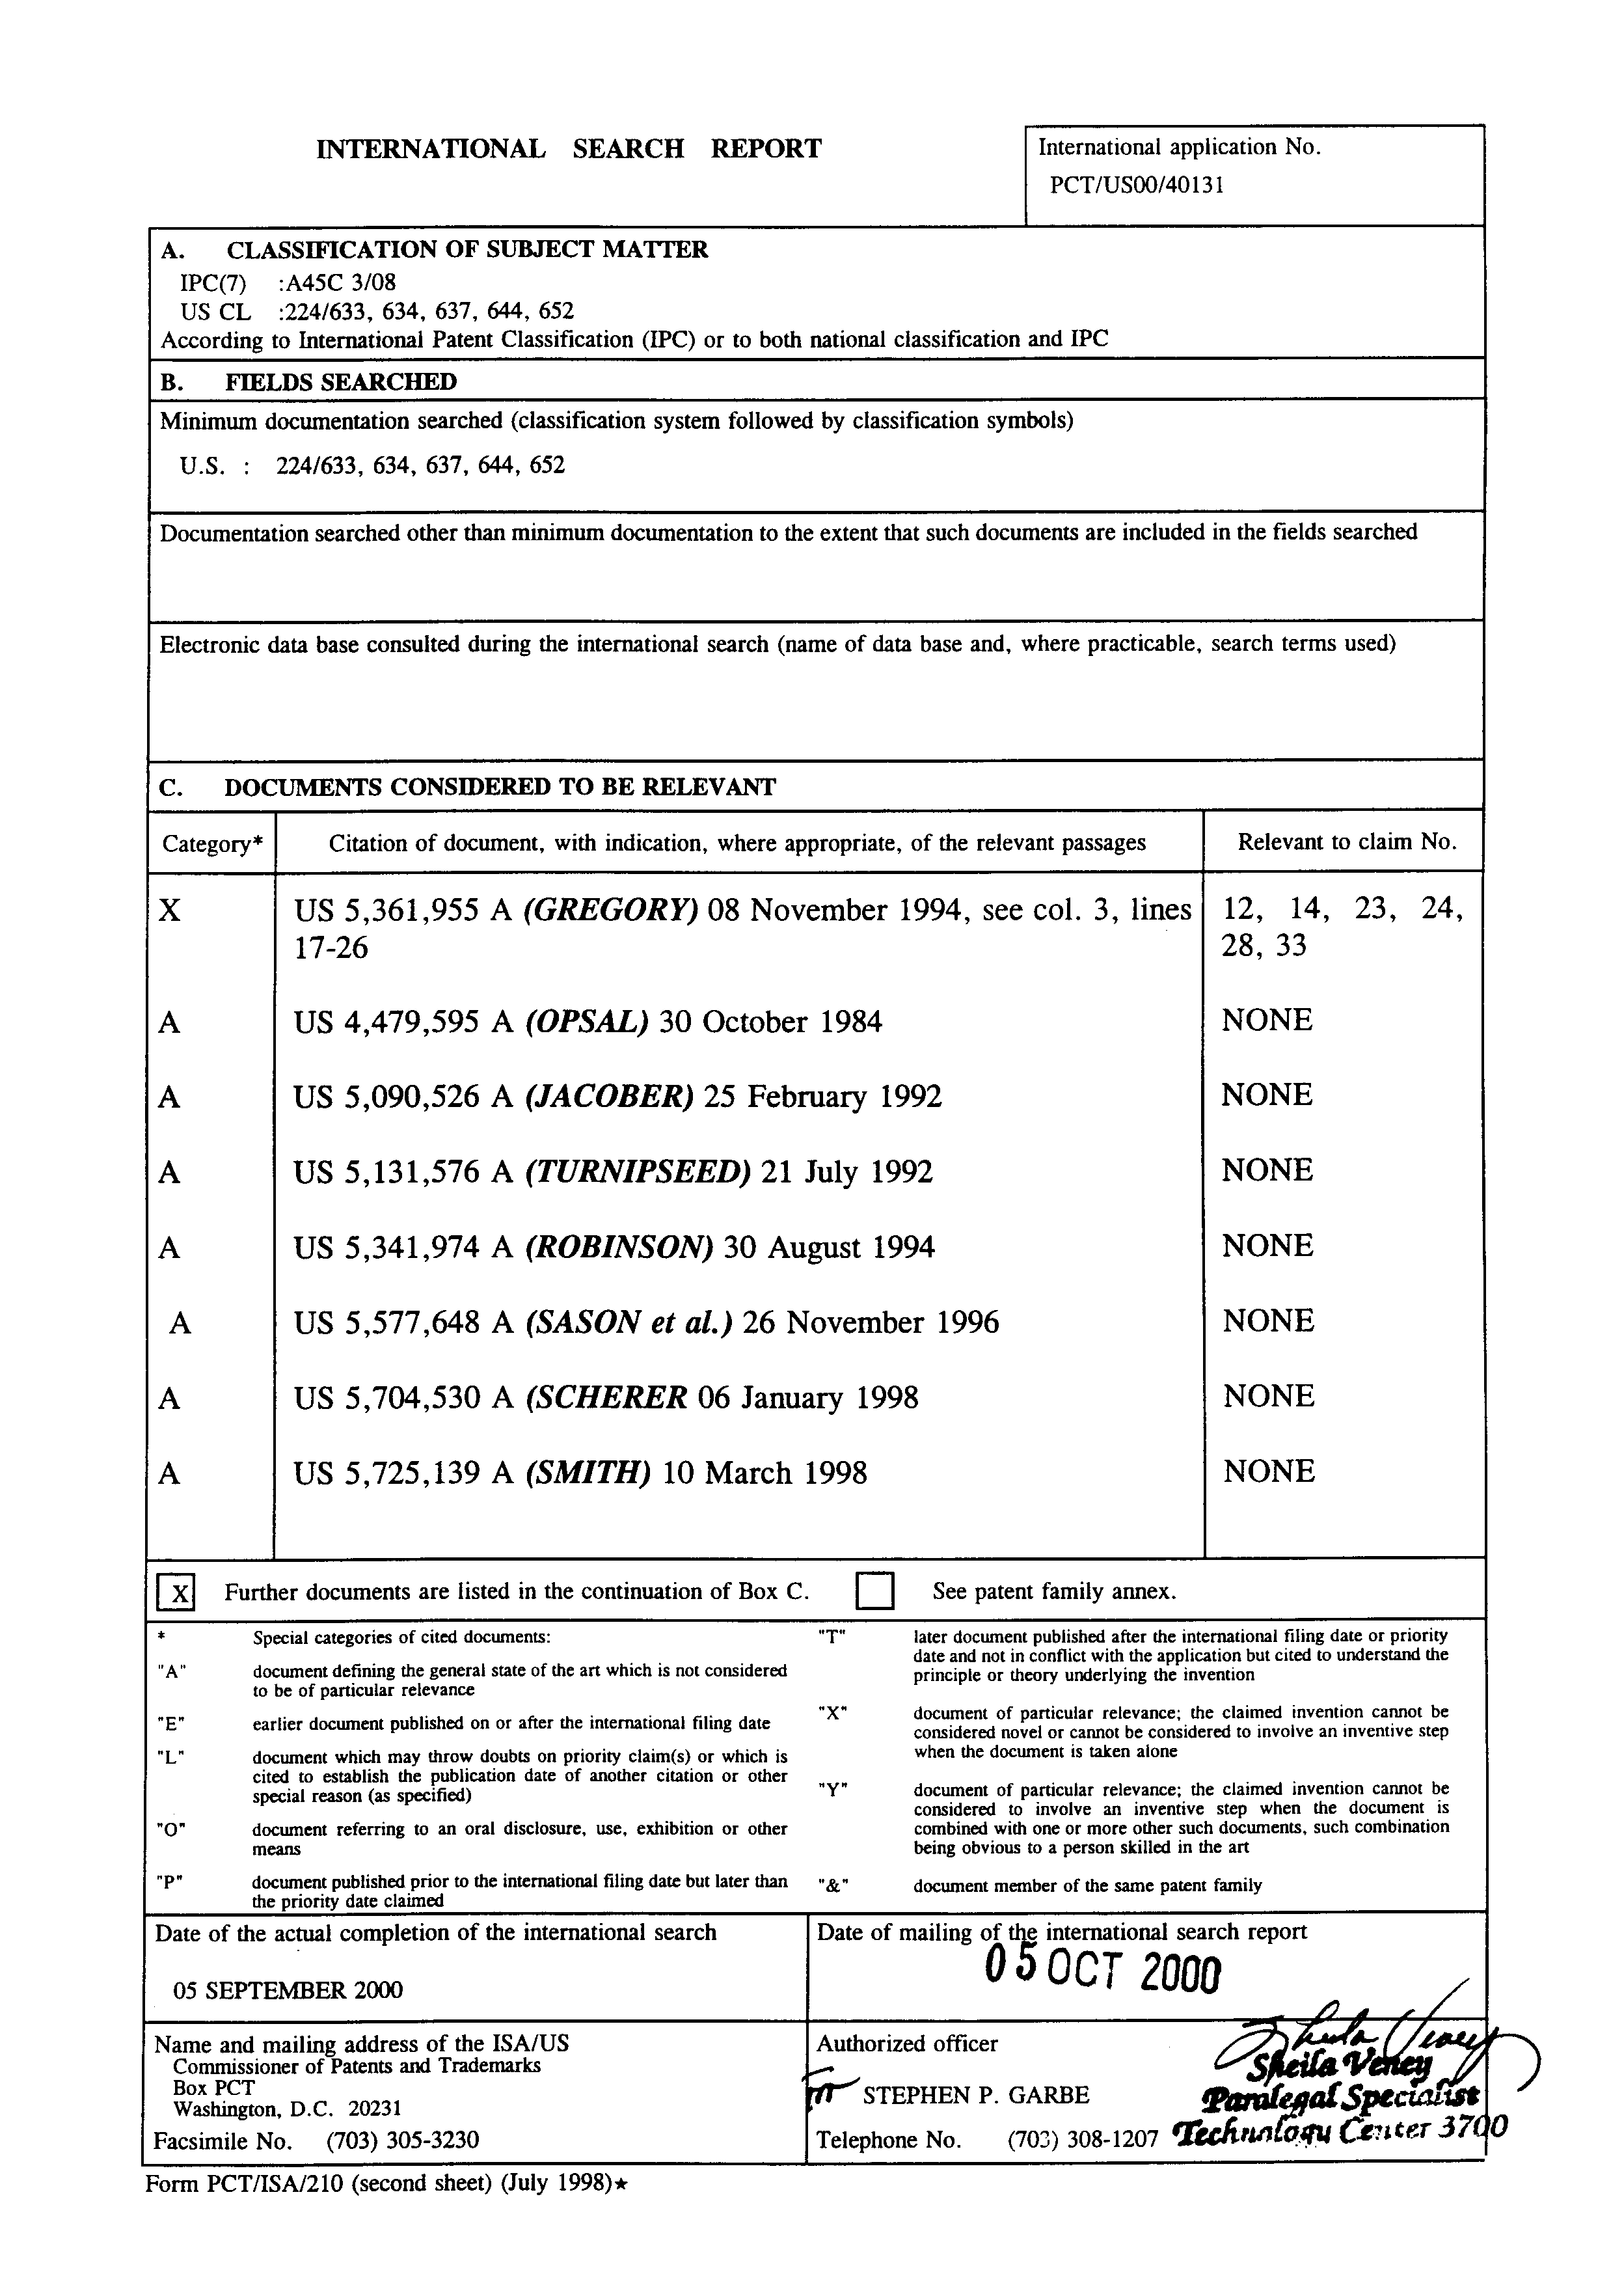 INTERNATIONAL SEARCH REPORT
International application No.
PCT/US00/40131
A. CLASSIFICATION OF SUBJECT MATTER
IPC(7) :A45C 3/08
US CL :224/633, 634, 637, 644, 652
According to International Patent Classification (IPC) or to both national classification and IPC
B. FIELDS SEARCHED
Minimum documentation searched (classification system followed by classification symbols)
U.S. : 224/633, 634, 637, 644, 652
Documentation searched other than minimum documentation to the extent that such documents are included in the fields searched
Electronic data base consulted during the international search (name of data base and, where practicable, search terms used)
C. DOCUMENTS CONSIDERED TO BE RELEVANT
Category* Citation of document, with indication, where appropriate, of the relevant passages Relevant to claim No.
X US 5,361,955 A (GREGORY) 08 November 1994, see col. 3, lines 12, 14, 23, 24,
17-26 28, 33
A US 4,479,595 A (OPSAL) 30 October 1984 NONE
A US 5,090,526 A (JACOBER) 25 February 1992 NONE
A US 5,131,576 A (TURNIPSEED) 21 July 1992 NONE
A US 5,341,974 A (ROBINSON) 30 August 1994 NONE
A US 5,577,648 A (SASON et al.) 26 November 1996 NONE
A US 5,704,530 A (SCHERER 06 January 1998 NONE
A US 5,725,139 A (SMITH) 10 March 1998 NONE
X Further documents are listed in the continuation of Box C. See patent family annex.
* Special categories of cited documents:
"A" document defining the general state of the art which is not considered
to be of particular relevance
"E" earlier document published on or after the international filing date
"L" document which may throw doubts on priority claim(s) or which is
cited to establish the publication date of another citation or other
special reason (as specified)
"O" document referring to an oral disclosure, use, exhibition or other
means
"P" document published prior to the international filing date but later than
the priority date claimed
"T" later document published after the international filing date or priority
date and not in conflict with the application but cited to understand the
principle or theory underlying the invention
"X" document of particular relevance; the claimed invention cannot be
considered novel or cannot be considered to involve an inventive step
when the document is taken alone
"Y" document of particular relevance; the claimed invention cannot be
considered to involve an inventive step when the document is
combined with one or more other such documents, such combination
being obvious to a person skilled in the art
"&" document member of the same patent family
Date of the actual completion of the international search
05 SEPTEMBER 2000
Date of mailing of the international search report
05 OCT 2000
Name and mailing address of the ISA/US
Commissioner of Patents and Trademarks
Box PCT
Washington, D.C. 20231
Facsimile No. (703) 305-3230
Authorized officer
STEPHEN P. GARBE
Telephone No. (703) 308-1207
Sheila Veney
Sheila Veney
Paralegal Specialist
Technology Center 3700
Form PCT/ISA/210 (second sheet) (July 1998)★